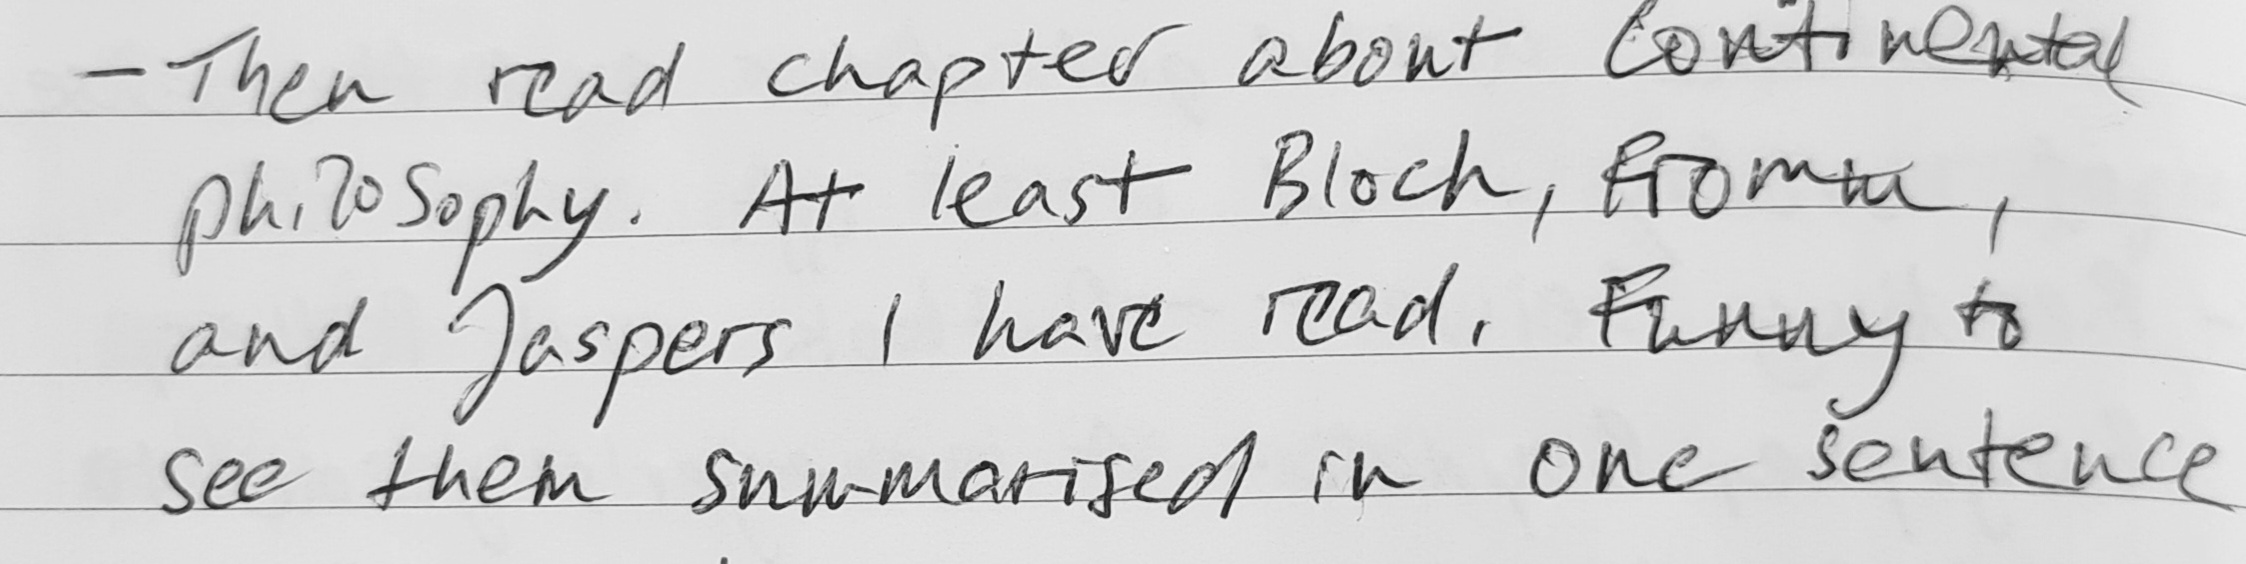 - Then read chapter about Continental
philosophy. At least Bloch, Fromm,
and Jaspers I have read. Funny to
see them summarised in one sentence